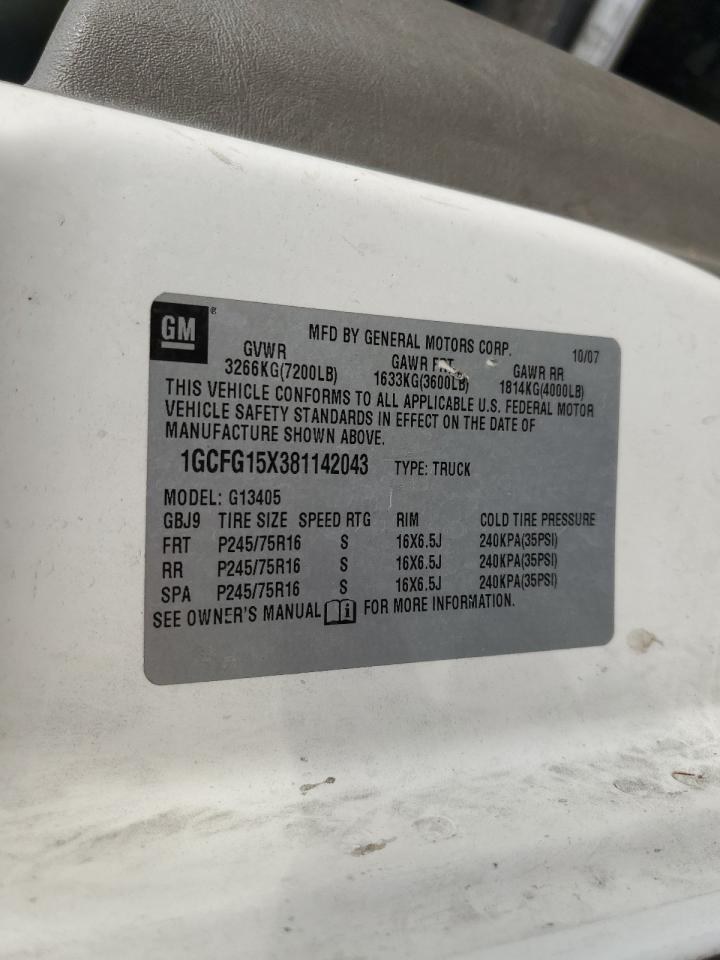 GM ®
MFD BY GENERAL MOTORS CORP. 10/07
GVWR GAWR FRT GAWR RR
3266KG(7200LB) 1633KG(3600LB) 1814KG(4000LB)
THIS VEHICLE CONFORMS TO ALL APPLICABLE U.S. FEDERAL MOTOR
VEHICLE SAFETY STANDARDS IN EFFECT ON THE DATE OF
MANUFACTURE SHOWN ABOVE.
1GCFG15X381142043 TYPE: TRUCK
MODEL: G13405
GBJ9 TIRE SIZE SPEED RTG RIM COLD TIRE PRESSURE
FRT P245/75R16 S 16X6.5J 240KPA(35PSI)
RR P245/75R16 S 16X6.5J 240KPA(35PSI)
SPA P245/75R16 S 16X6.5J 240KPA(35PSI)
SEE OWNER'S MANUAL i FOR MORE INFORMATION.